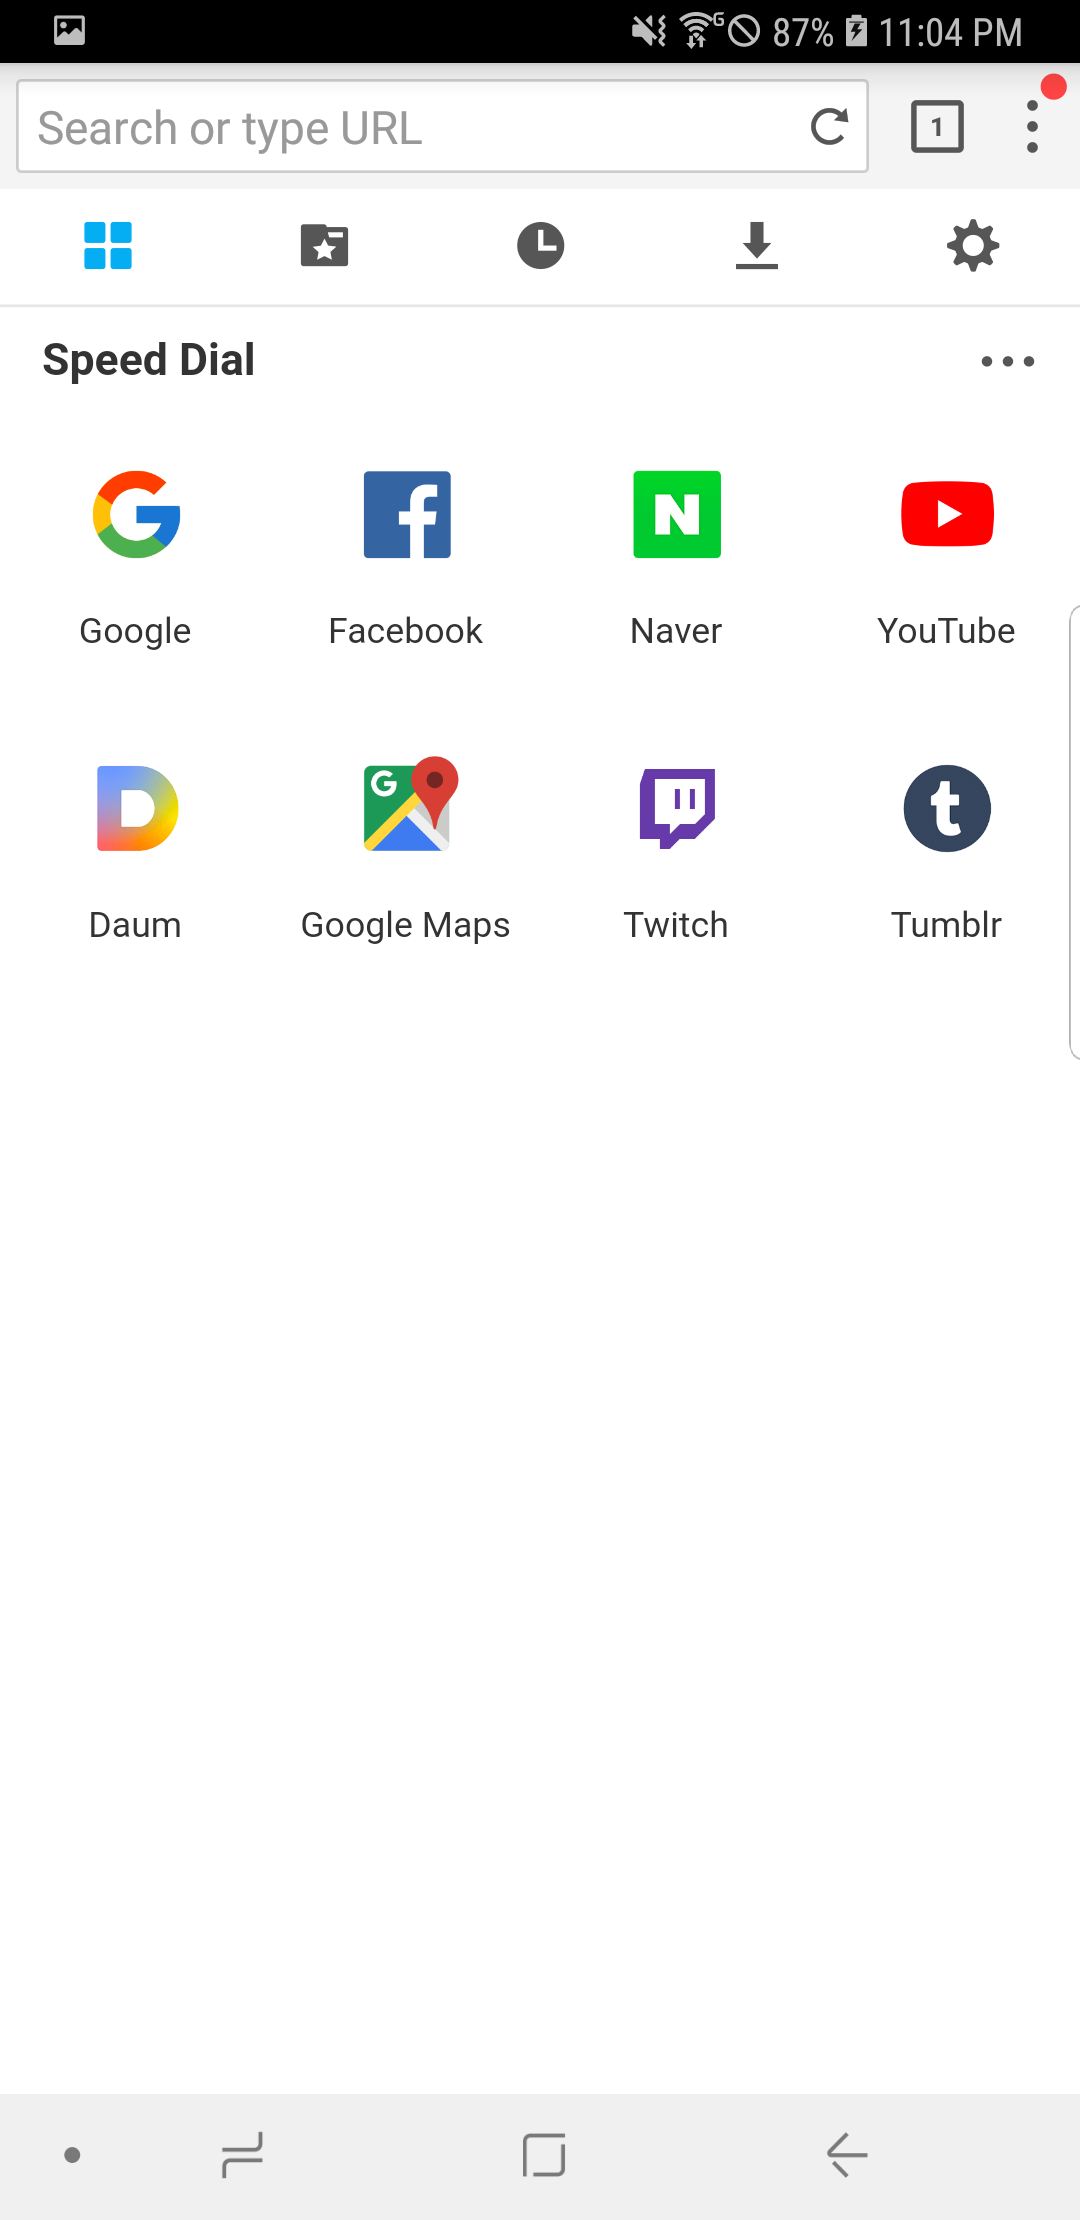 87% 11:04 PM
Search or type URL
1
Speed Dial
Google Facebook Naver YouTube
Daum Google Maps Twitch Tumblr